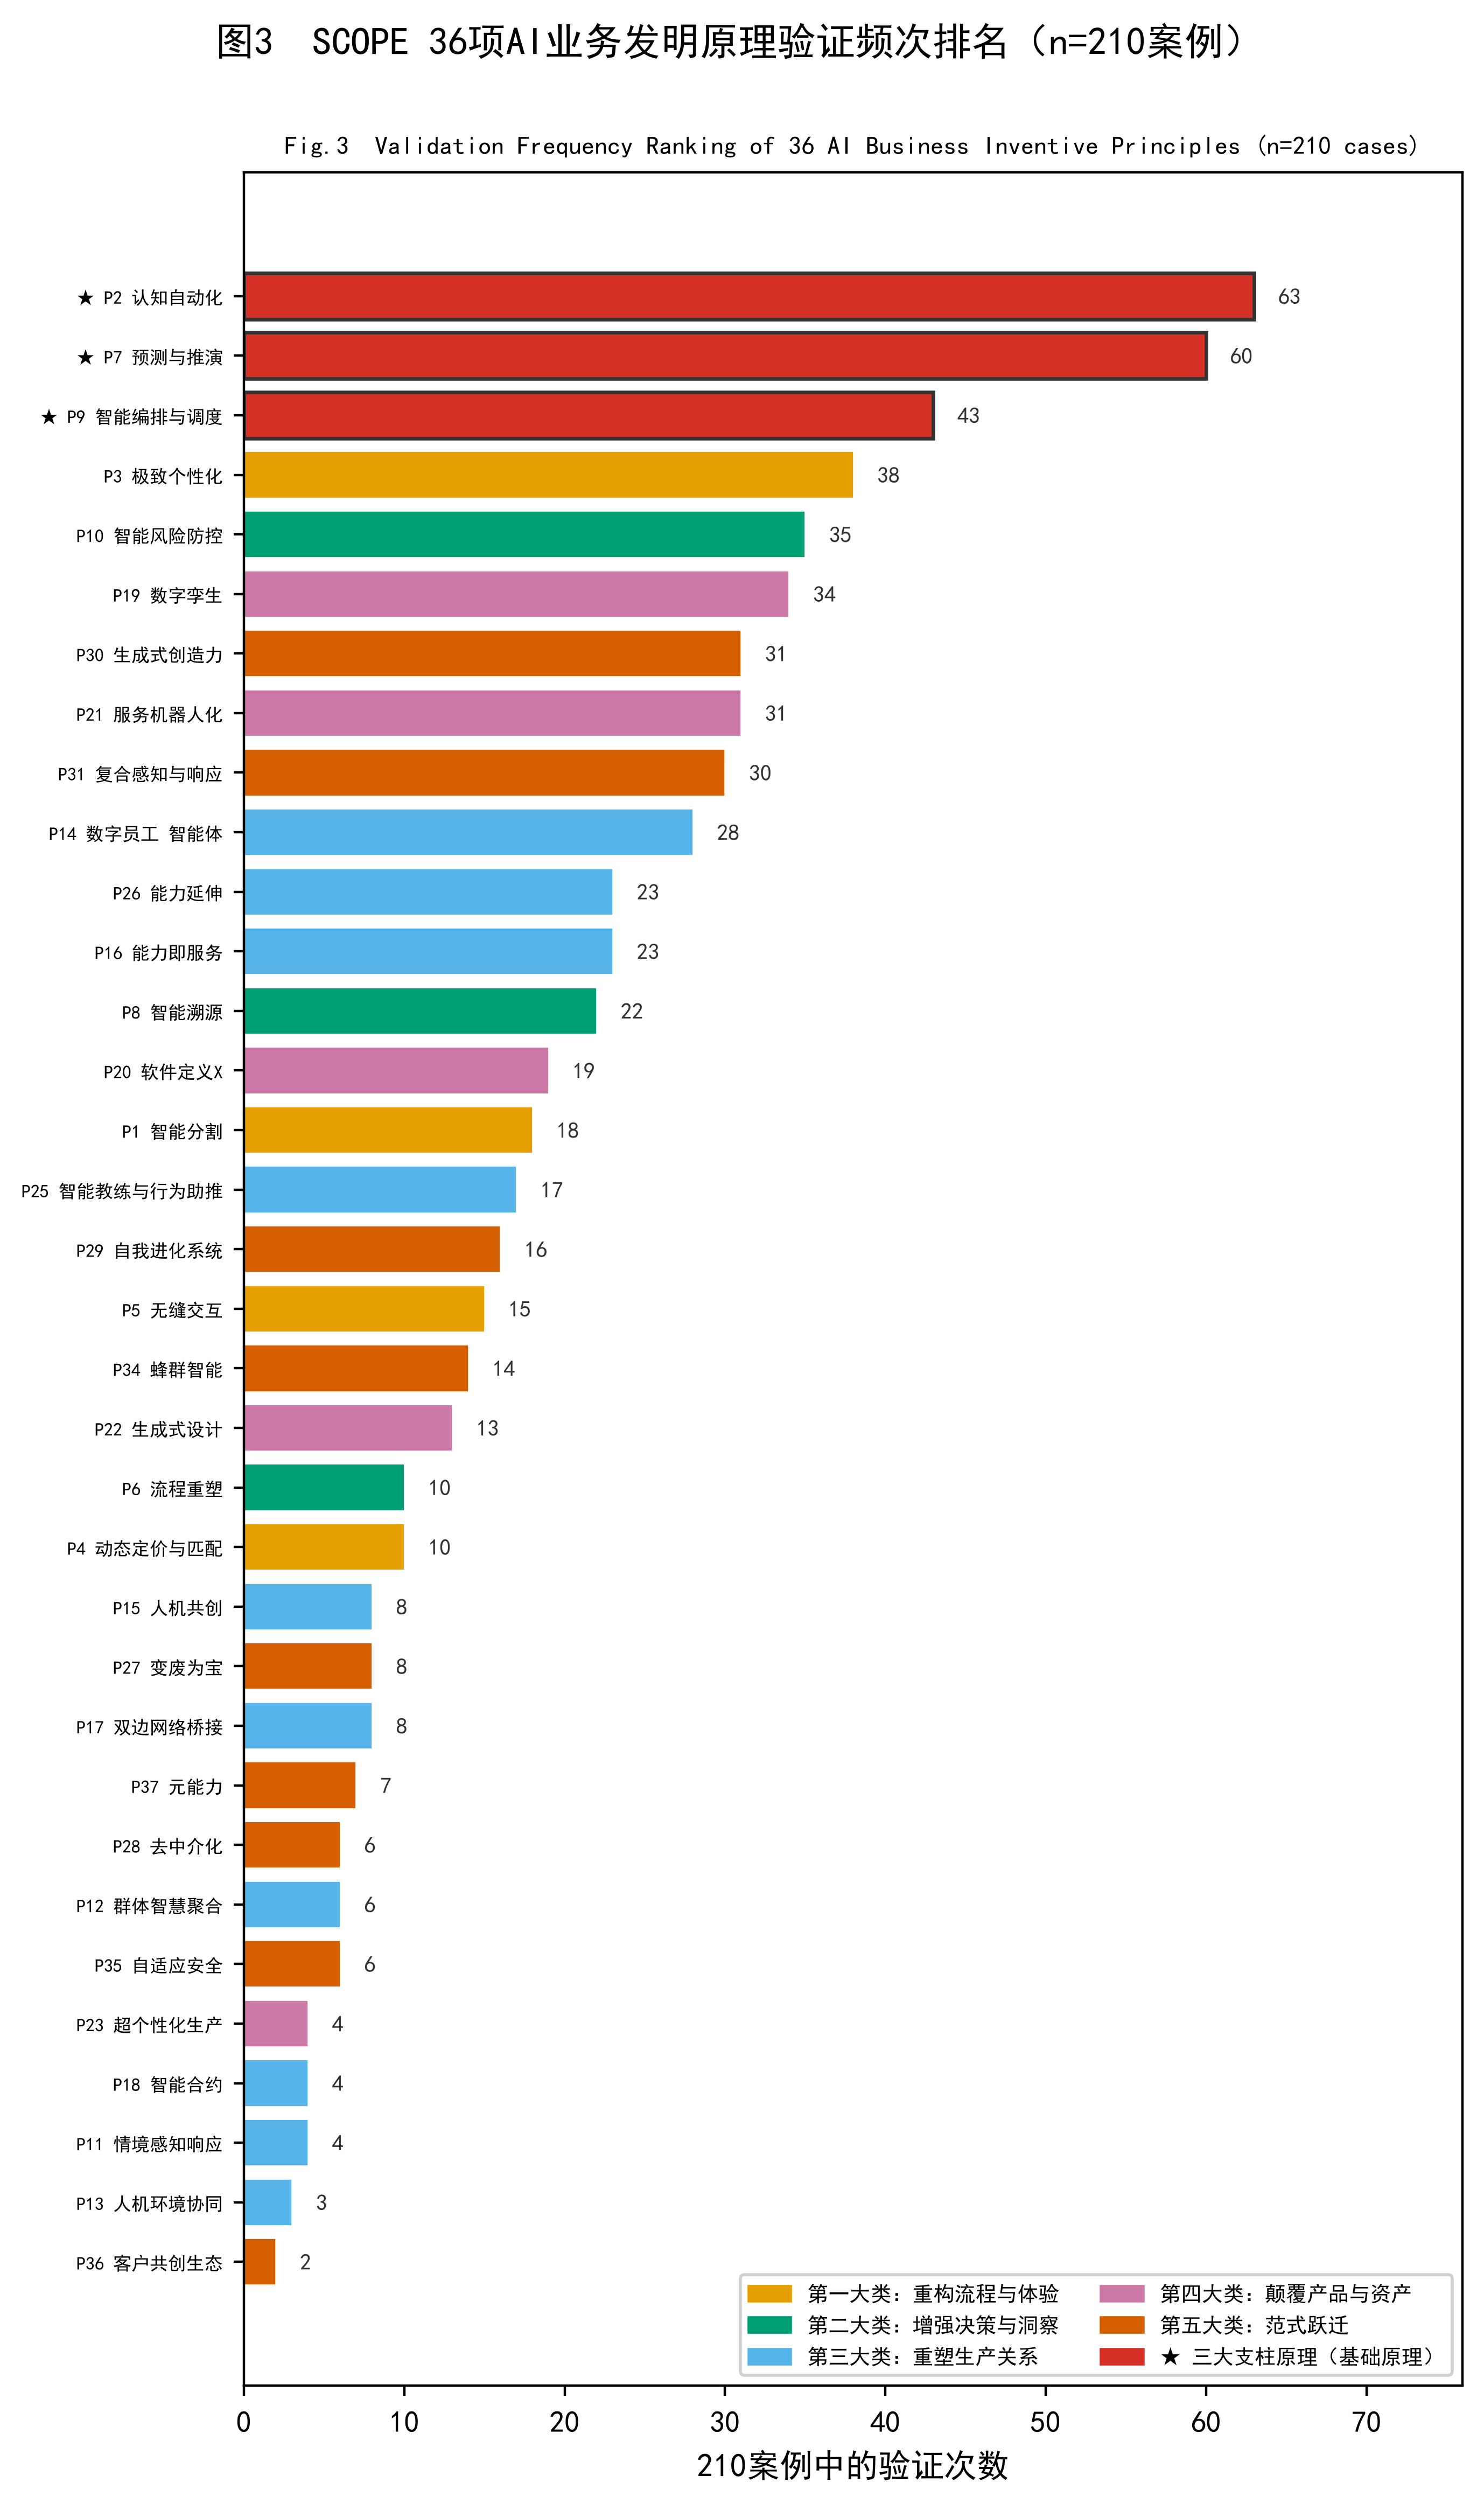 图3  SCOPE 36项AI业务发明原理验证频次排名（n=210案例）
Fig.3  Validation Frequency Ranking of 36 AI Business Inventive Principles (n=210 cases)
★ P2 认知自动化 63
★ P7 预测与推演 60
★ P9 智能编排与调度 43
P3 极致个性化 38
P10 智能风险防控 35
P19 数字孪生 34
P30 生成式创造力 31
P21 服务机器人化 31
P31 复合感知与响应 30
P14 数字员工 智能体 28
P26 能力延伸 23
P16 能力即服务 23
P8 智能溯源 22
P20 软件定义X 19
P1 智能分割 18
P25 智能教练与行为助推 17
P29 自我进化系统 16
P5 无缝交互 15
P34 蜂群智能 14
P22 生成式设计 13
P6 流程重塑 10
P4 动态定价与匹配 10
P15 人机共创 8
P27 变废为宝 8
P17 双边网络桥接 8
P37 元能力 7
P28 去中介化 6
P12 群体智慧聚合 6
P35 自适应安全 6
P23 超个性化生产 4
P18 智能合约 4
P11 情境感知响应 4
P13 人机环境协同 3
P36 客户共创生态 2
第一大类：重构流程与体验
第二大类：增强决策与洞察
第三大类：重塑生产关系
第四大类：颠覆产品与资产
第五大类：范式跃迁
★ 三大支柱原理（基础原理）
0 10 20 30 40 50 60 70
210案例中的验证次数